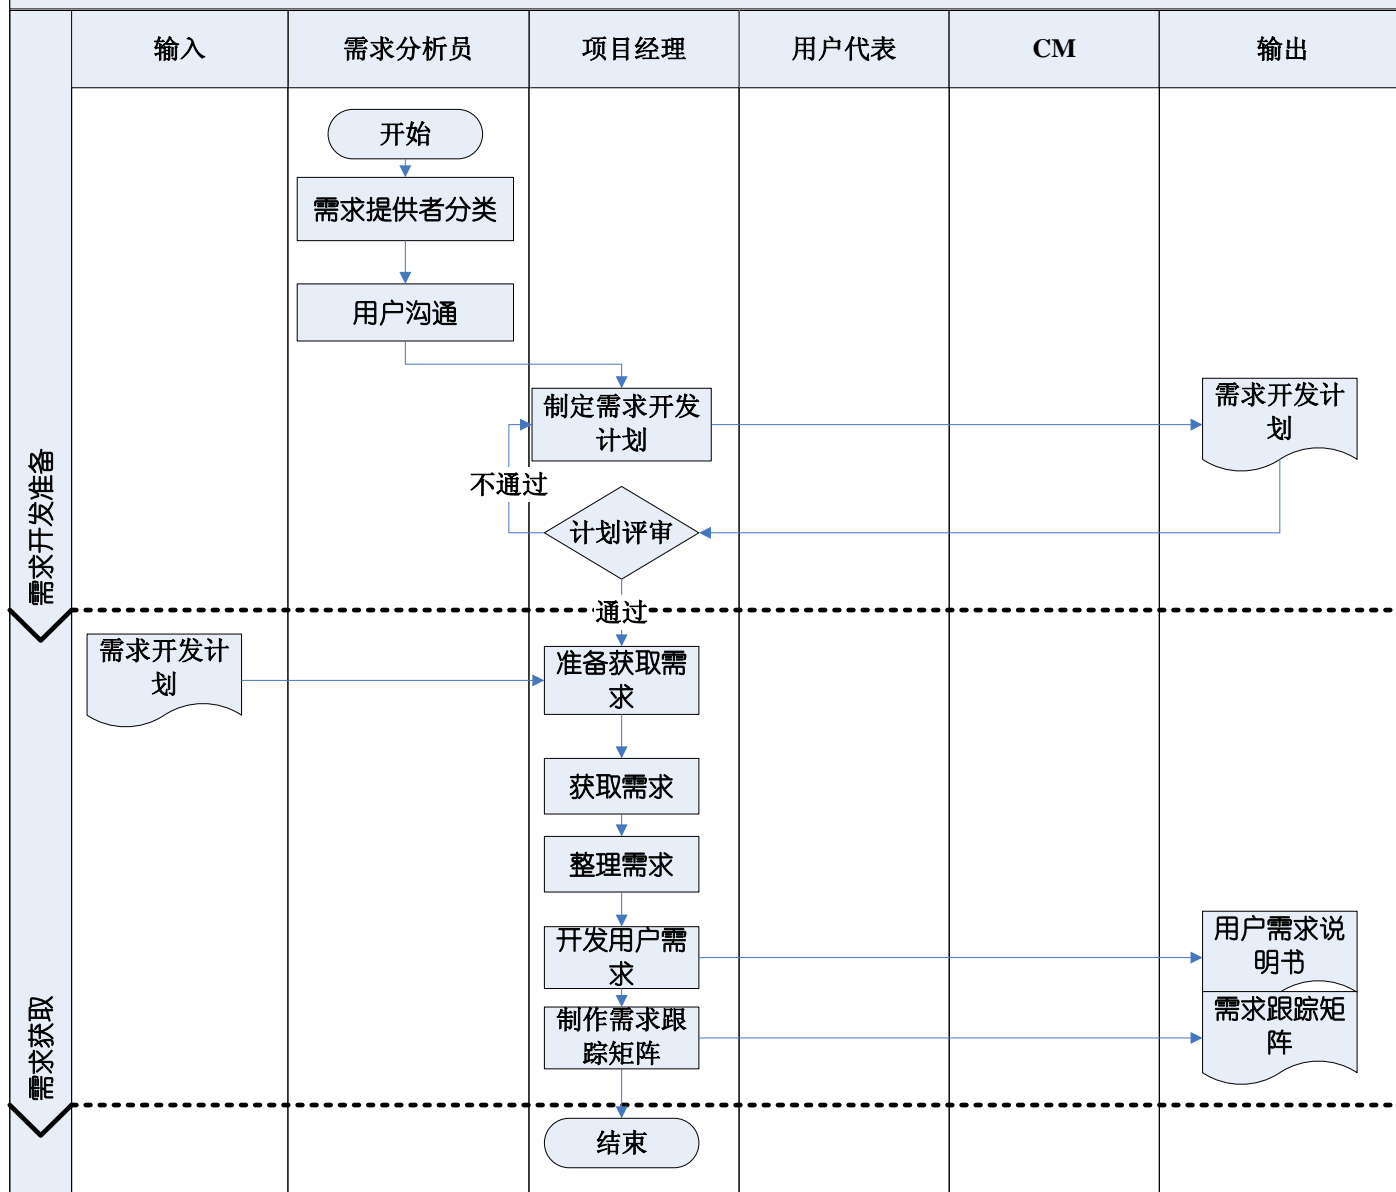 输入
需求分析员
项目经理
用户代表
CM
输出
开始
需求提供者分类
用户沟通
制定需求开发
计划
需求开发计
划
不通过
计划评审
需求开发准备
通过
需求开发计
划
准备获取需
求
获取需求
整理需求
开发用户需
求
用户需求说
明书
制作需求跟
踪矩阵
需求跟踪矩
阵
需求获取
结束